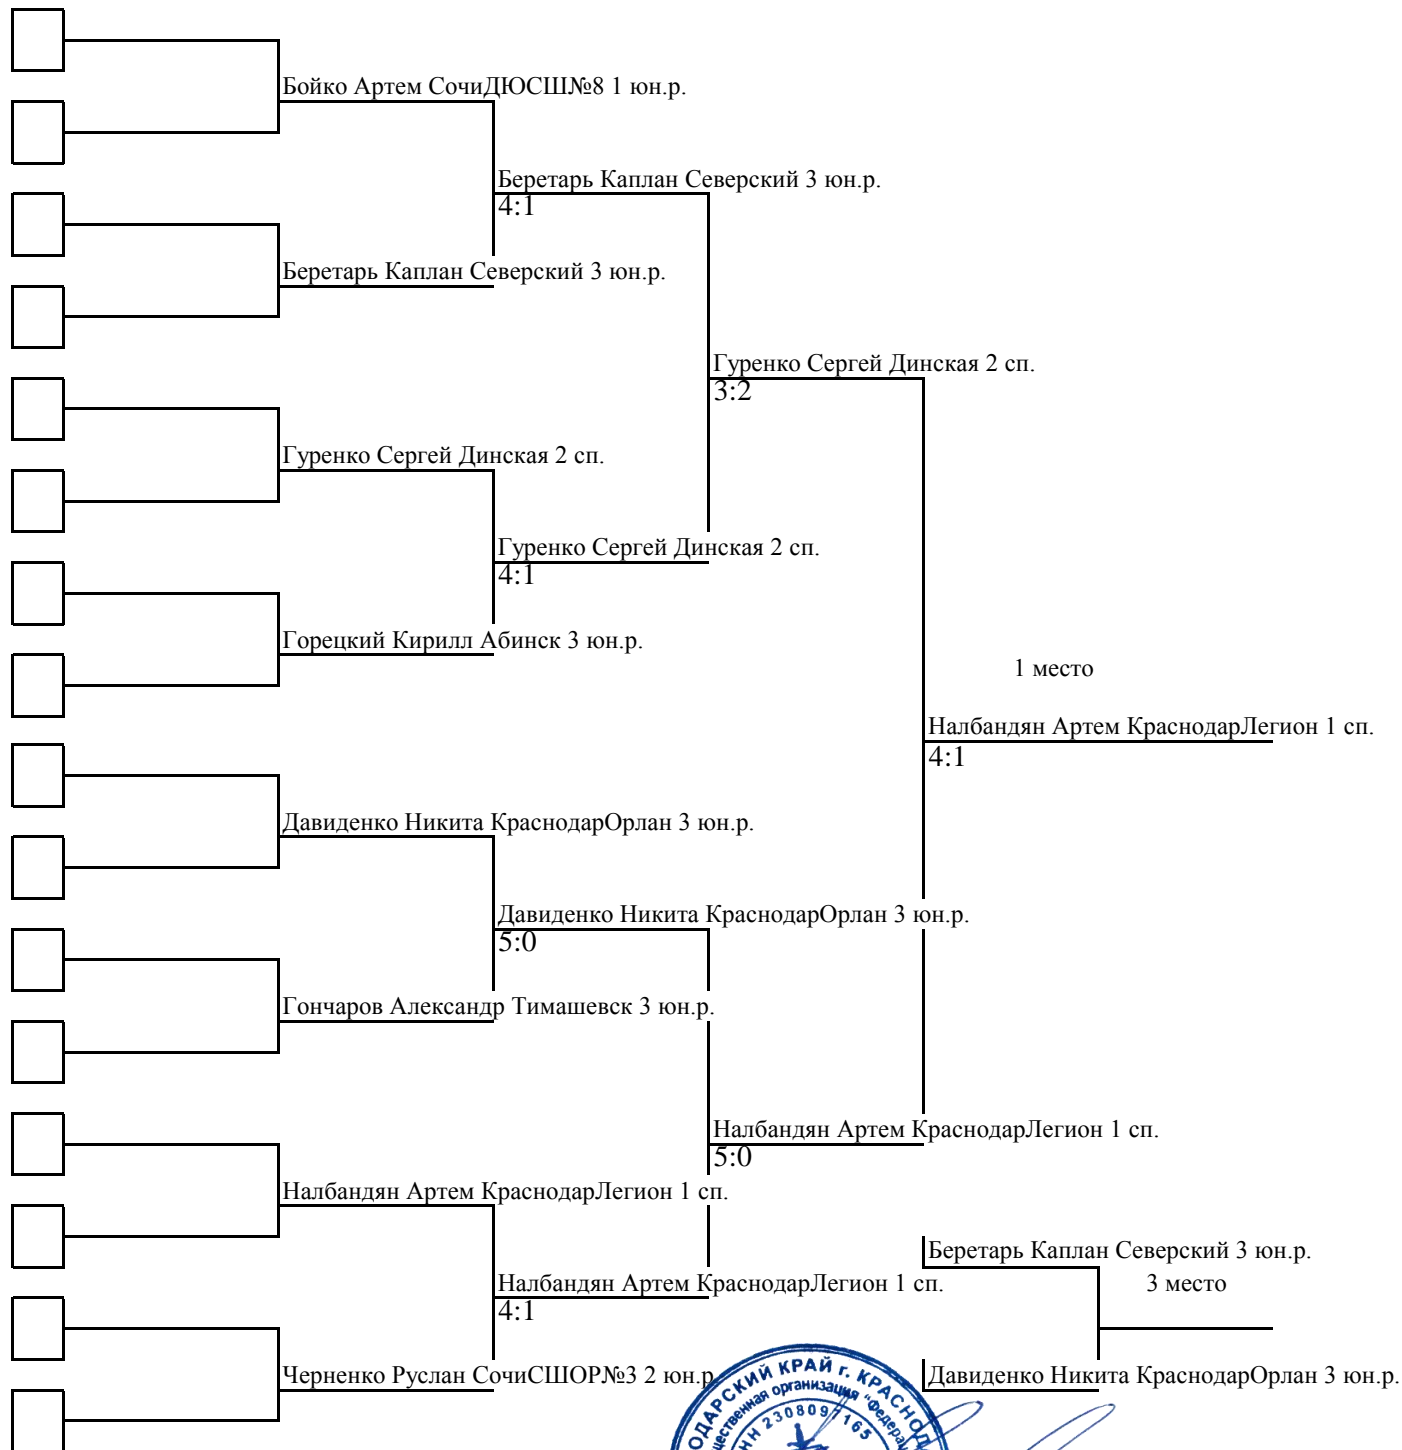 Бойко Артем СочиДЮСШ№8 1 юн.р.
Беретарь Каплан Северский 3 юн.р.
4:1
Беретарь Каплан Северский 3 юн.р.
Гуренко Сергей Динская 2 сп.
3:2
Гуренко Сергей Динская 2 сп.
Гуренко Сергей Динская 2 сп.
4:1
Горецкий Кирилл Абинск 3 юн.р.
1 место
Налбандян Артем КраснодарЛегион 1 сп.
4:1
Давиденко Никита КраснодарОрлан 3 юн.р.
Давиденко Никита КраснодарОрлан 3 юн.р.
5:0
Гончаров Александр Тимашевск 3 юн.р.
Налбандян Артем КраснодарЛегион 1 сп.
5:0
Налбандян Артем КраснодарЛегион 1 сп.
Беретарь Каплан Северский 3 юн.р.
Налбандян Артем КраснодарЛегион 1 сп.
3 место
4:1
Черненко Руслан СочиСШОР№3 2 юн.р.
Давиденко Никита КраснодарОрлан 3 юн.р.
КРАЙ г.
организация